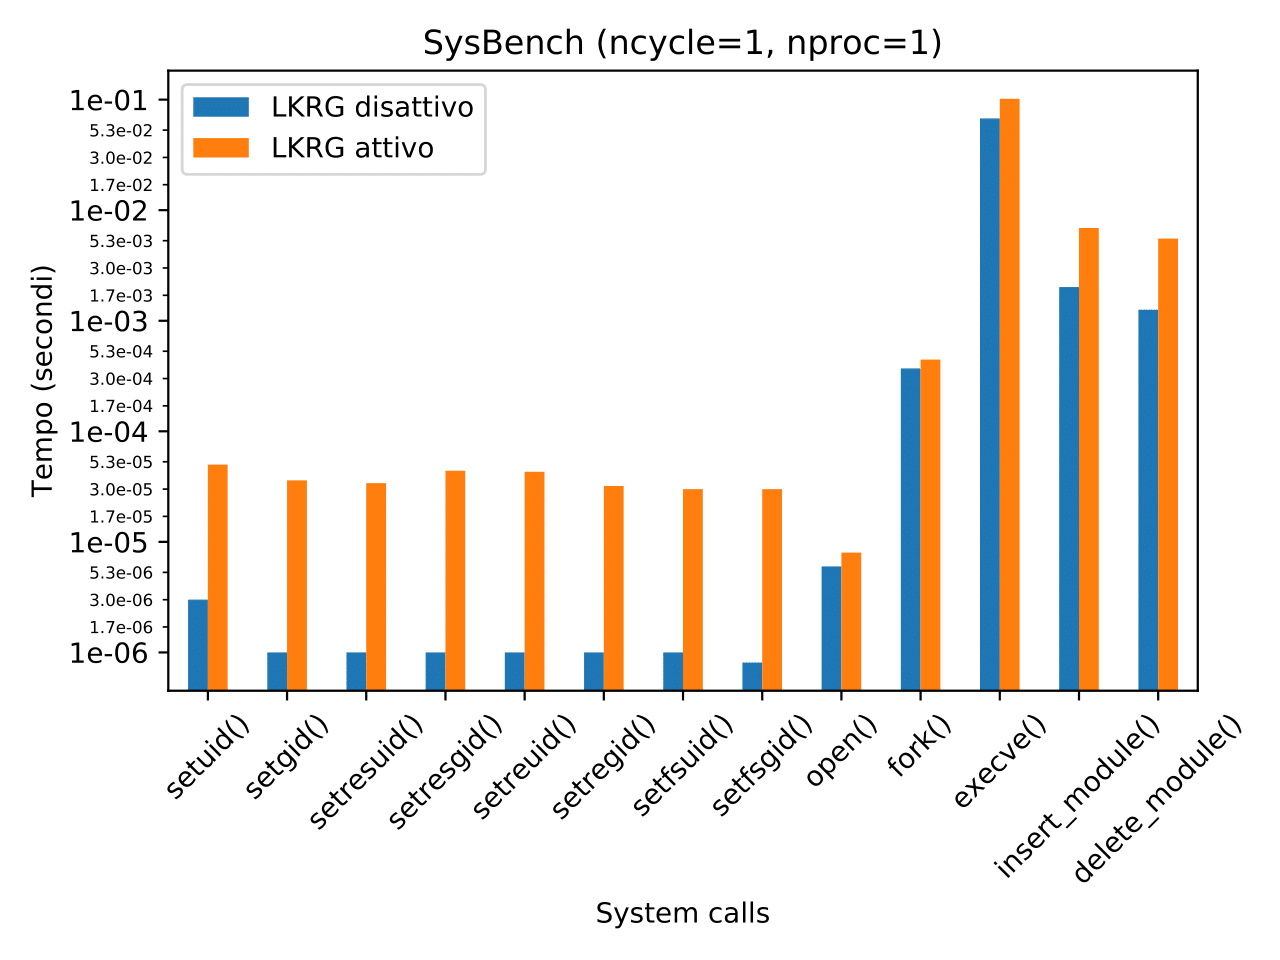 SysBench (ncycle=1, nproc=1)
LKRG disattivo
LKRG attivo
Tempo (secondi)
1e-01
5.3e-02
3.0e-02
1.7e-02
1e-02
5.3e-03
3.0e-03
1.7e-03
1e-03
5.3e-04
3.0e-04
1.7e-04
1e-04
5.3e-05
3.0e-05
1.7e-05
1e-05
5.3e-06
3.0e-06
1.7e-06
1e-06
setuid()
setgid()
setresuid()
setresgid()
setreuid()
setregid()
setfsuid()
setfsgid()
open()
fork()
execve()
insert_module()
delete_module()
System calls